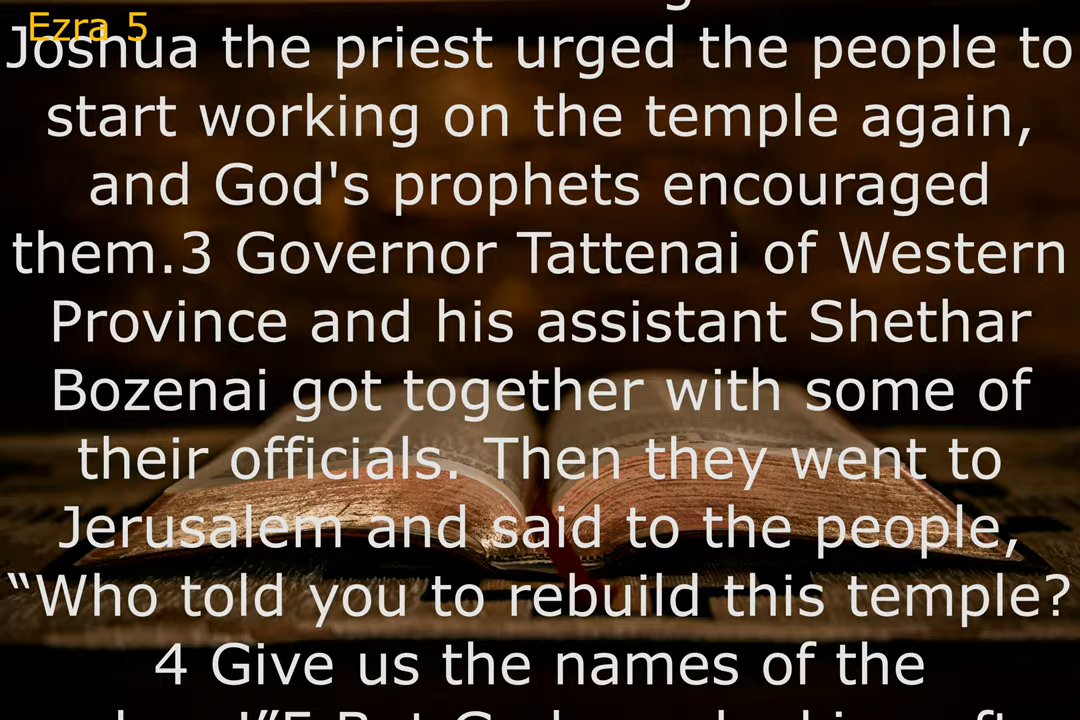 Ezra 5
Joshua the priest urged the people to
start working on the temple again,
and God's prophets encouraged
them.3 Governor Tattenai of Western
Province and his assistant Shethar
Bozenai got together with some of
their officials. Then they went to
Jerusalem and said to the people,
“Who told you to rebuild this temple?
4 Give us the names of the